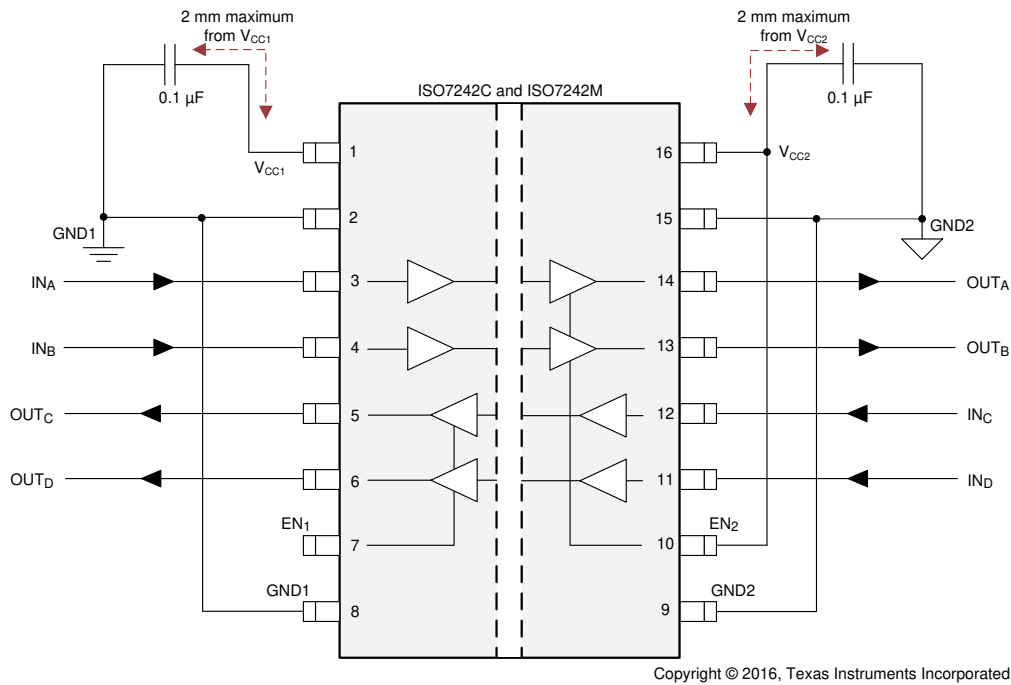 2 mm maximum
from VCC1
2 mm maximum
from VCC2
0.1 µF
0.1 µF
ISO7242C and ISO7242M
1
16
VCC1
VCC2
2
15
GND1
GND2
INA
3
14
OUTA
INB
4
13
OUTB
OUTC
5
12
INC
OUTD
6
11
IND
EN1
EN2
7
10
GND1
GND2
8
9
Copyright © 2016, Texas Instruments Incorporated